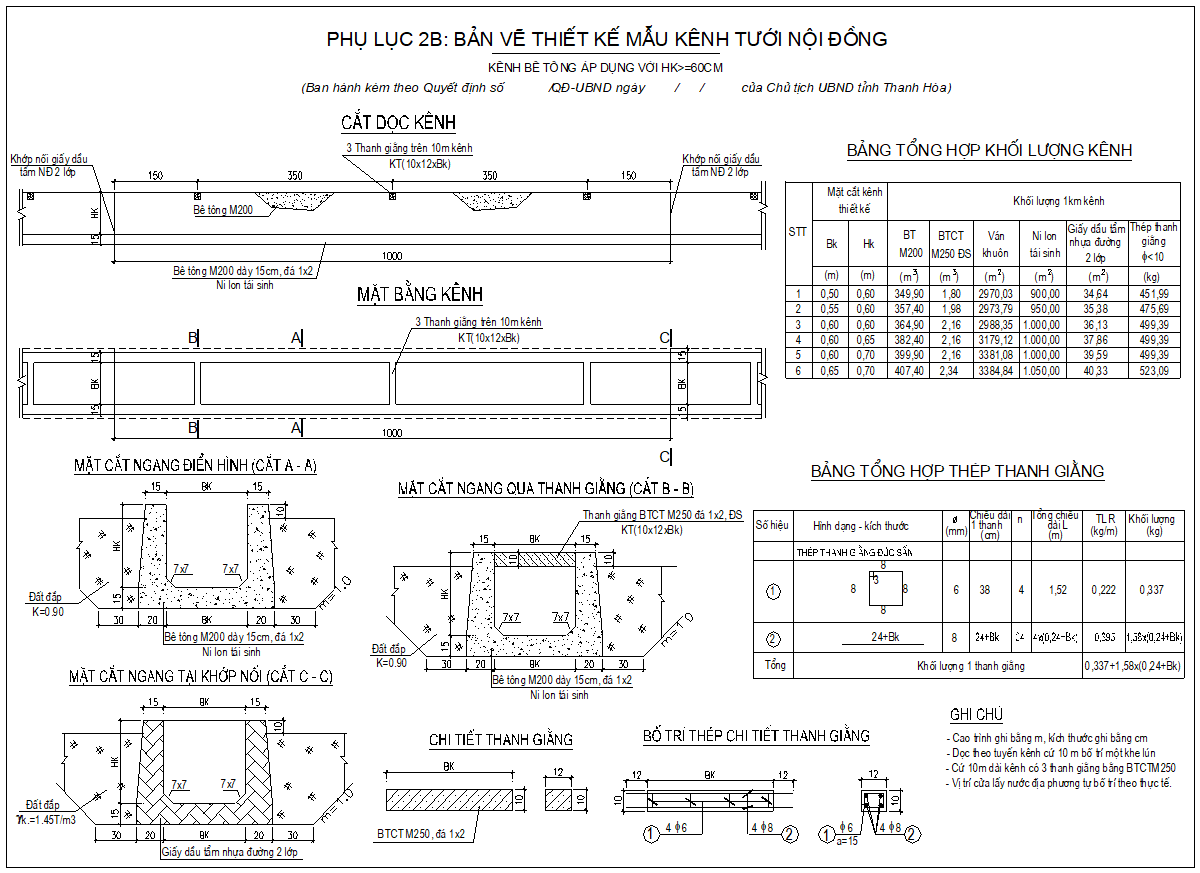 PHỤ LỤC 2B: BẢN VẼ THIẾT KẾ MẪU KÊNH TƯỚI NỘI ĐỒNG
KÊNH BÊ TÔNG ÁP DỤNG VỚI HK>=60CM
(Ban hành kèm theo Quyết định số /QĐ-UBND ngày / / của Chủ tịch UBND tỉnh Thanh Hóa)
CẮT DỌC KÊNH
3 Thanh giằng trên 10m kênh
KT(10x12xBk)
Khớp nối giấy dầu
tẩm NĐ 2 lớp
Khớp nối giấy dầu
tẩm NĐ 2 lớp
150 350 350 150
HK
15
Bê tông M200
1000
Bê tông M200 dày 15cm, đá 1x2
Ni lon tái sinh
MẶT BẰNG KÊNH
3 Thanh giằng trên 10m kênh
KT(10xBk)
B A C
15
BK
15
15
BK
15
B A
1000
C
MẶT CẮT NGANG ĐIỂN HÌNH (CẮT A - A)
15 BK 15
10
HK
15
7x7 7x7
Đất đắp
K=0.90
m=1.0
30 20 BK 20 30
Bê tông M200 dày 15cm, đá 1x2
Ni lon tái sinh
MẶT CẮT NGANG QUA THANH GIẰNG (CẮT B - B)
Thanh giằng BTCT M250 đá 1x2, ĐS
KT(10x12xBk)
15 BK 15
10
10
HK
15
7x7 7x7
Đất đắp
K=0.90
m=1.0
30 20 BK 20 30
Bê tông M200 dày 15cm, đá 1x2
Ni lon tái sinh
MẶT CẮT NGANG TẠI KHỚP NỐI (CẮT C - C)
15 BK 15
10
HK
15
7x7 7x7
Đất đắp
γk.=1.45T/m3
m=1.0
30 20 BK 20 30
Giấy dầu tẩm nhựa đường 2 lớp
CHI TIẾT THANH GIẰNG
BK 12
10 10
BTCT M250, đá 1x2
BỐ TRÍ THÉP CHI TIẾT THANH GIẰNG
12 BK 12 12
10 10 10
1 4 ϕ6 4 ϕ8 2
1 ϕ6 4 ϕ8 2
a=15
BẢNG TỔNG HỢP KHỐI LƯỢNG KÊNH
STT Mặt cắt kênh thiết kế Khối lượng 1km kênh
Bk Hk BT M200 BTCT M250 ĐS Ván khuôn Ni lon tái sinh Giấy dầu tẩm nhựa đường 2 lớp Thép thanh giằng ϕ<10
(m) (m) (m3) (m3) (m2) (m2) (m2) (kg)
1 0,50 0,60 349,90 1,80 2970,03 900,00 34,64 451,99
2 0,55 0,60 357,40 1,98 2973,79 950,00 35,38 475,69
3 0,60 0,60 364,90 2,16 2988,35 1.000,00 36,13 499,39
4 0,60 0,65 382,40 2,16 3179,12 1.000,00 37,86 499,39
5 0,60 0,70 399,90 2,16 3381,08 1.000,00 39,59 499,39
6 0,65 0,70 407,40 2,34 3384,84 1.050,00 40,33 523,09
BẢNG TỔNG HỢP THÉP THANH GIẰNG
Số hiệu Hình dạng - kích thước ø (mm) Chiều dài 1 thanh (cm) n Tổng chiều dài L (m) TLR (kg/m) Khối lượng (kg)
THÉP THANH GIẰNG ĐÚC SẴN
8
3
1 8 8 6 38 4 1,52 0,222 0,337
8
2 24+Bk 8 24+Bk 0,395 1,58x(0,24+Bk)
Tổng Khối lượng 1 thanh giằng 0,337+1,58x(0,24+Bk)
GHI CHÚ
- Cao trình ghi bằng m, kích thước ghi bằng cm
- Dọc theo tuyến kênh cứ 10 m bố trí một khe lún
- Cứ 10m dài kênh có 3 thanh giằng bằng BTCTM250
- Vị trí cửa lấy nước địa phương tự bố trí theo thực tế.